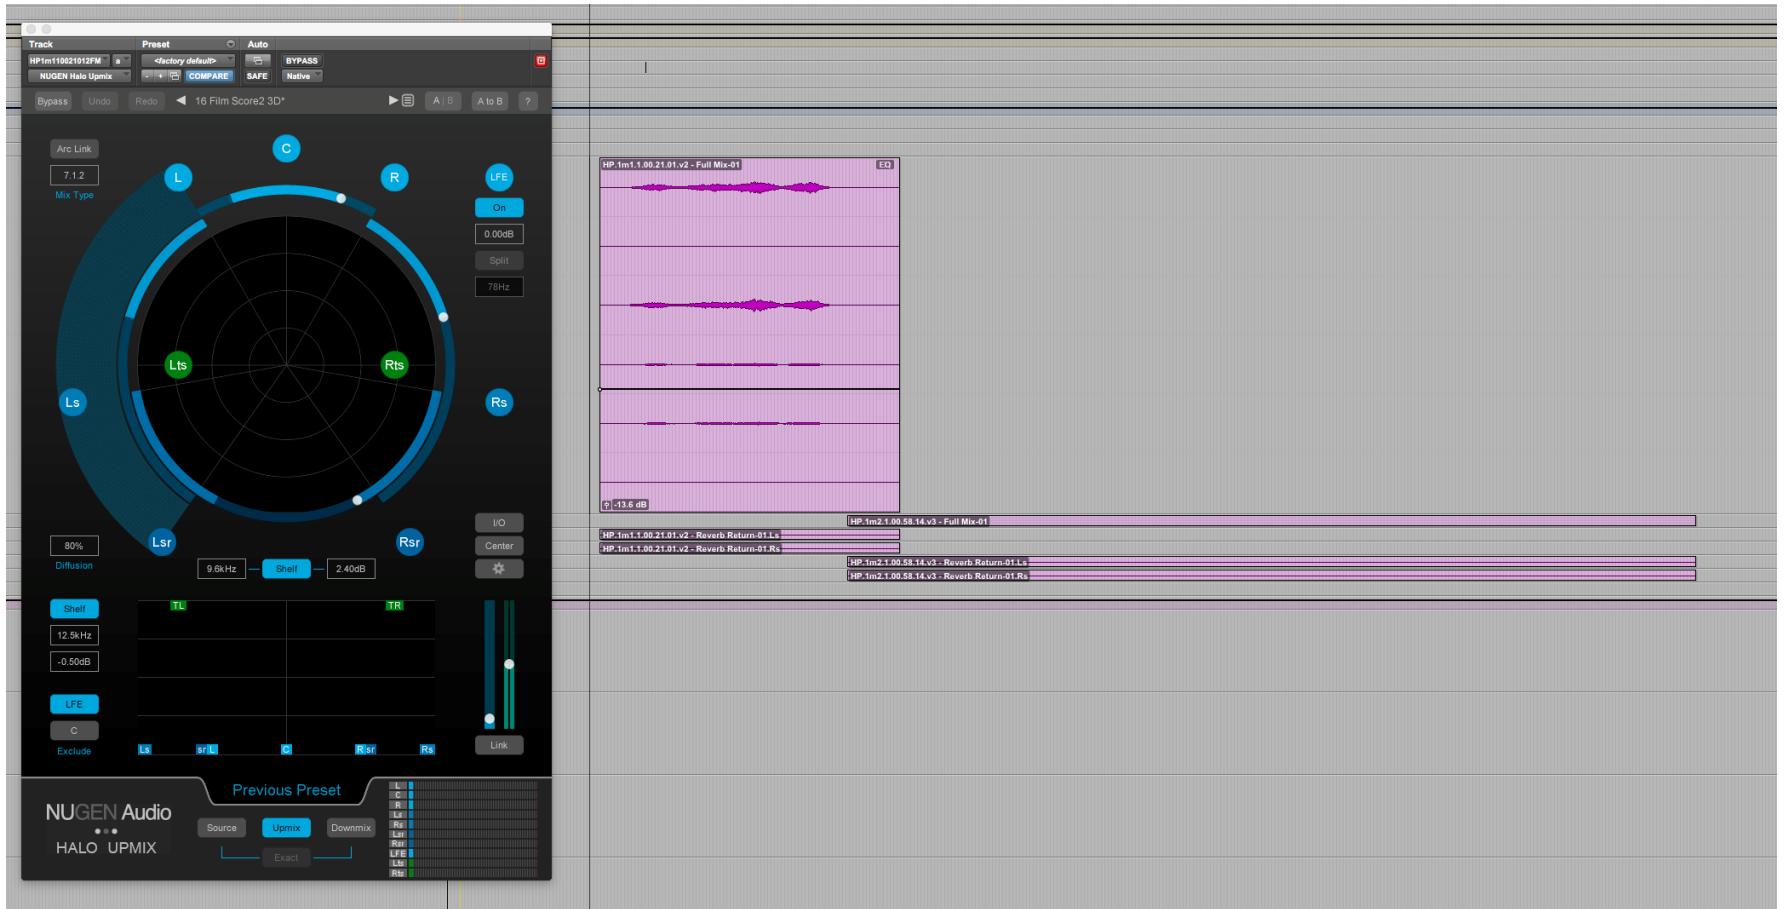 Track Preset Auto
HP1m110021012FM a <factory default> BYPASS
NUGEN Halo Upmix - + COMPARE SAFE Native
Bypass Undo Redo 16 Film Score2 3D* A | B A to B ?
Arc Link
7.1.2
Mix Type
C
L
R
LFE
On
0.00dB
Split
78Hz
Lts
Rts
Ls
Rs
Lsr
Rsr
80%
Diffusion
9.6kHz Shelf 2.40dB
I/O
Center
Shelf
12.5kHz
-0.50dB
LFE
C
Exclude
TL TR
Ls sr L C R sr Rs
Link
Previous Preset
NUGEN Audio
HALO UPMIX
Source Upmix Downmix
Exact
L
C
R
Ls
Rs
Lsr
Rsr
LFE
Lts
Rts
HP.1m1.1.00.21.01.v2 - Full Mix-01 EQ
-13.6 dB
HP.1m2.1.00.58.14.v3 - Full Mix-01
HP.1m1.1.00.21.01.v2 - Reverb Return-01.Ls
HP.1m1.1.00.21.01.v2 - Reverb Return-01.Rs
HP.1m2.1.00.58.14.v3 - Reverb Return-01.Ls
HP.1m2.1.00.58.14.v3 - Reverb Return-01.Rs